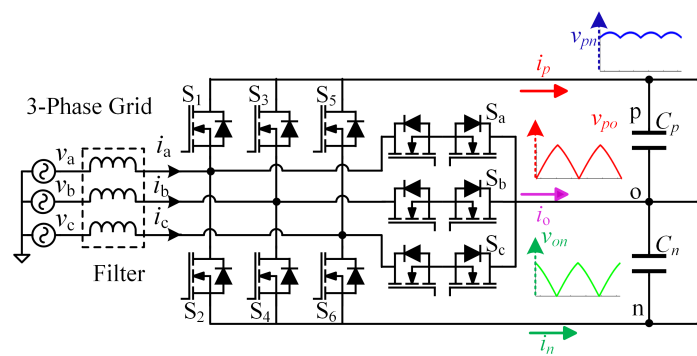 v_pn
i_p
3-Phase Grid
S_1
S_3
S_5
S_a
v_po
p
C_p
v_a
i_a
v_b
i_b
S_b
o
i_o
v_c
i_c
S_c
v_on
C_n
Filter
S_2
S_4
S_6
n
i_n